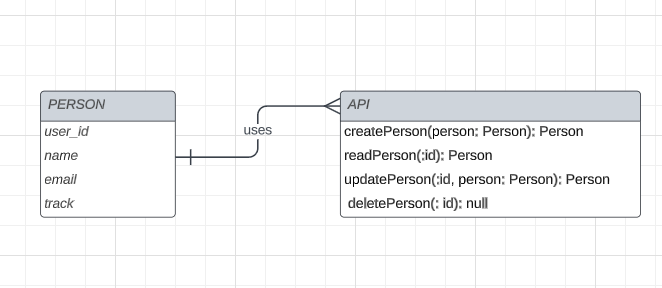 PERSON
user_id
name
email
track
uses
API
createPerson(person: Person): Person
readPerson(:id): Person
updatePerson(:id, person: Person): Person
deletePerson(: id): null